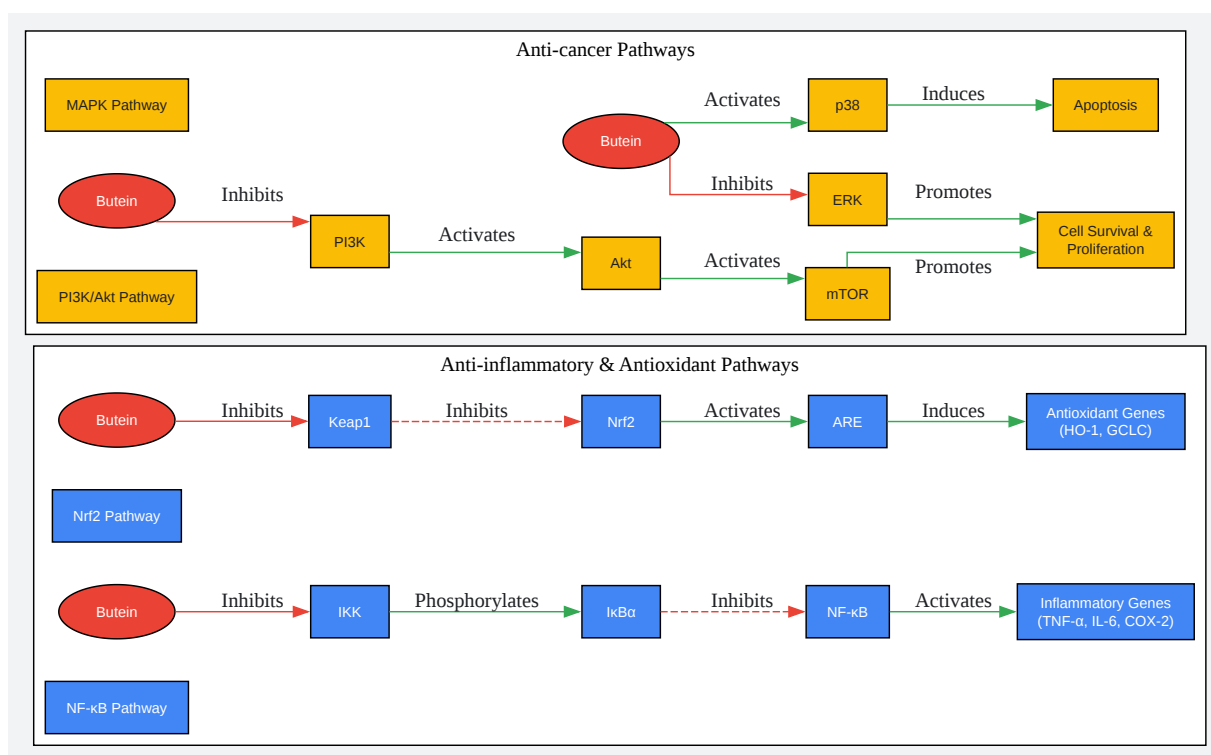 Anti-cancer Pathways
MAPK Pathway
Activates
p38
Induces
Apoptosis
Butein
Butein
Inhibits
Inhibits
ERK
Promotes
PI3K
Activates
Akt
Activates
mTOR
Promotes
Cell Survival &
Proliferation
PI3K/Akt Pathway
Anti-inflammatory & Antioxidant Pathways
Butein
Inhibits
Keap1
Inhibits
Nrf2
Activates
ARE
Induces
Antioxidant Genes
(HO-1, GCLC)
Nrf2 Pathway
Butein
Inhibits
IKK
Phosphorylates
IκBα
Inhibits
NF-κB
Activates
Inflammatory Genes
(TNF-α, IL-6, COX-2)
NF-κB Pathway